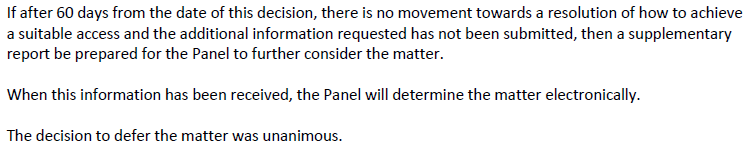 If after 60 days from the date of this decision, there is no movement towards a resolution of how to achieve
a suitable access and the additional information requested has not been submitted, then a supplementary
report be prepared for the Panel to further consider the matter.
When this information has been received, the Panel will determine the matter electronically.
The decision to defer the matter was unanimous.